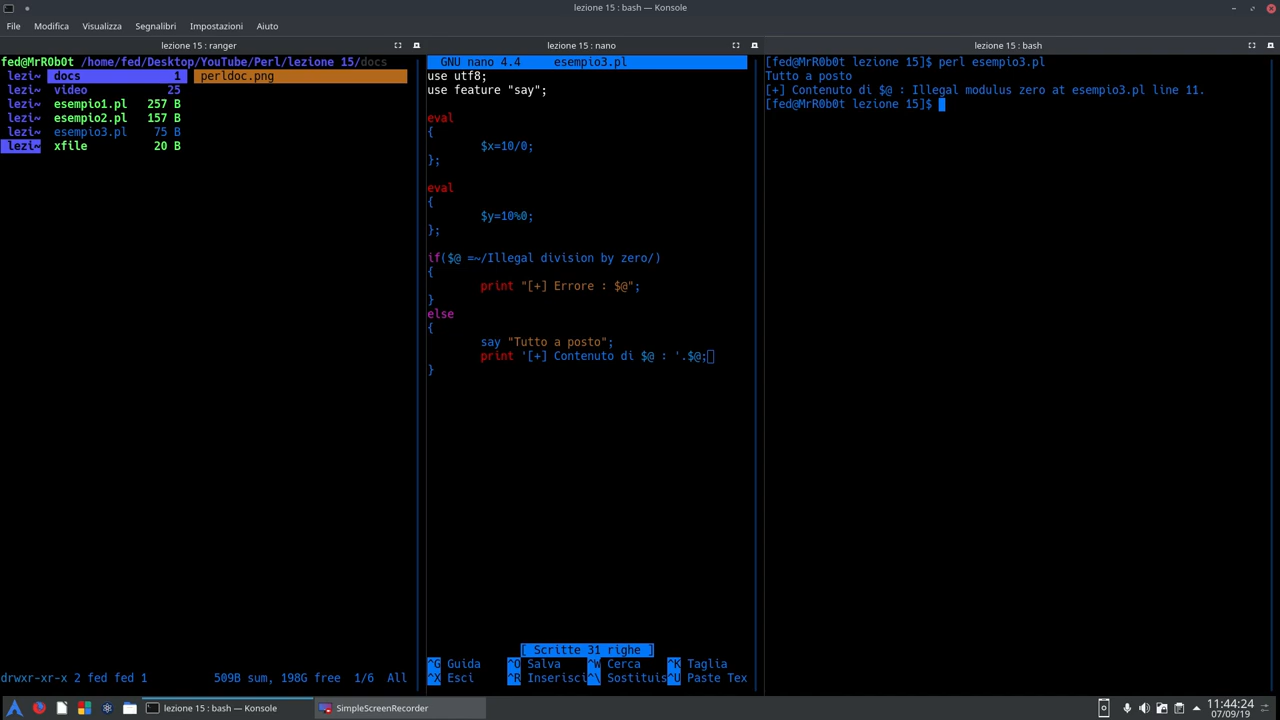 lezione 15 : bash — Konsole
File Modifica Visualizza Segnalibri Impostazioni Aiuto
lezione 15 : ranger
fed@MrR0b0t /home/fed/Desktop/YouTube/Perl/lezione 15/docs
lezi~ docs 1 perldoc.png
lezi~ video 25
lezi~ esempio1.pl 257 B
lezi~ esempio2.pl 157 B
lezi~ esempio3.pl 75 B
lezi~ xfile 20 B
drwxr-xr-x 2 fed fed 1 509B sum, 198G free 1/6 All
lezione 15 : nano
GNU nano 4.4 esempio3.pl
use utf8;
use feature "say";
eval
{
$x=10/0;
};
eval
{
$y=10%0;
};
if($@ =~/Illegal division by zero/)
{
print "[+] Errore : $@";
}
else
{
say "Tutto a posto";
print '[+] Contenuto di $@ : '.$@;
}
[ Scritte 31 righe ]
^G Guida ^O Salva ^W Cerca ^K Taglia
^X Esci ^R Inserisci^\ Sostituis^U Paste Tex
lezione 15 : bash
[fed@MrR0b0t lezione 15]$ perl esempio3.pl
Tutto a posto
[+] Contenuto di $@ : Illegal modulus zero at esempio3.pl line 11.
[fed@MrR0b0t lezione 15]$
lezione 15 : bash — Konsole
SimpleScreenRecorder
11:44:24
07/09/19